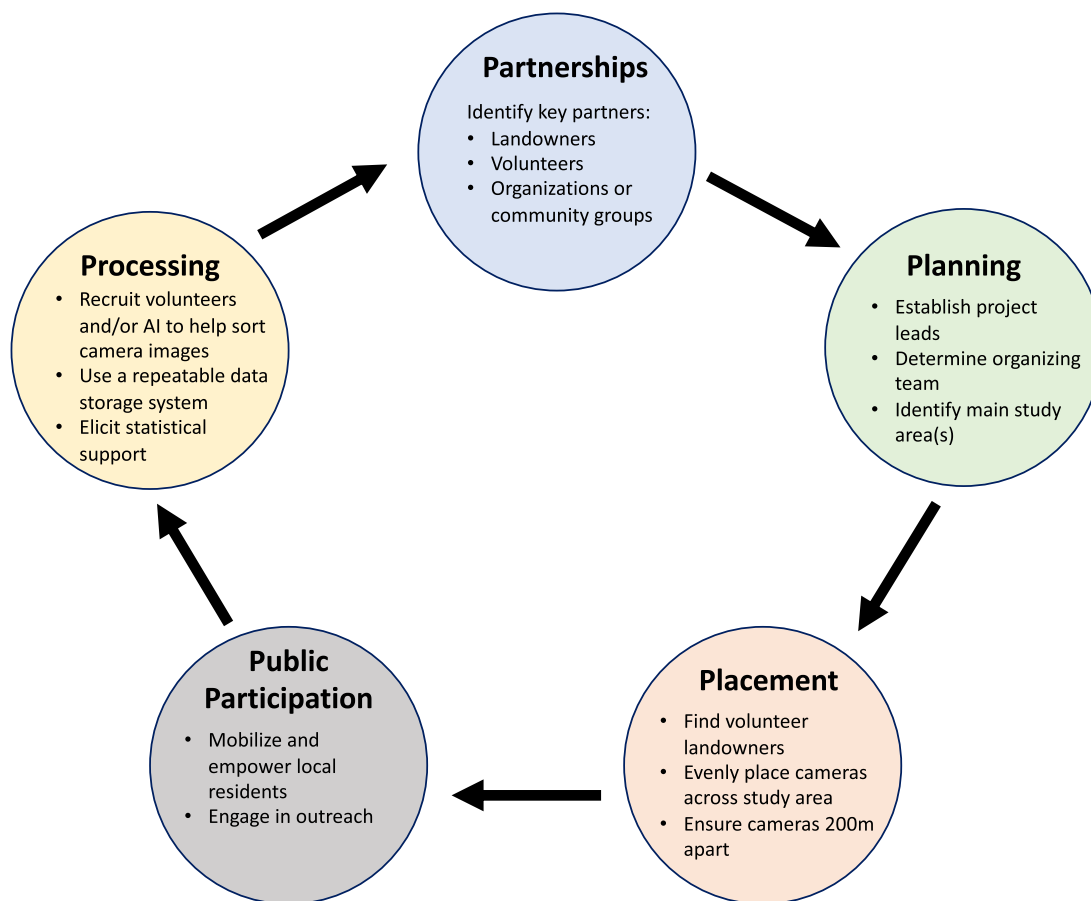 Partnerships
Identify key partners:
• Landowners
• Volunteers
• Organizations or
community groups
Planning
• Establish project
leads
• Determine organizing
team
• Identify main study
area(s)
Placement
• Find volunteer
landowners
• Evenly place cameras
across study area
• Ensure cameras 200m
apart
Public
Participation
• Mobilize and
empower local
residents
• Engage in outreach
Processing
• Recruit volunteers
and/or AI to help sort
camera images
• Use a repeatable data
storage system
• Elicit statistical
support